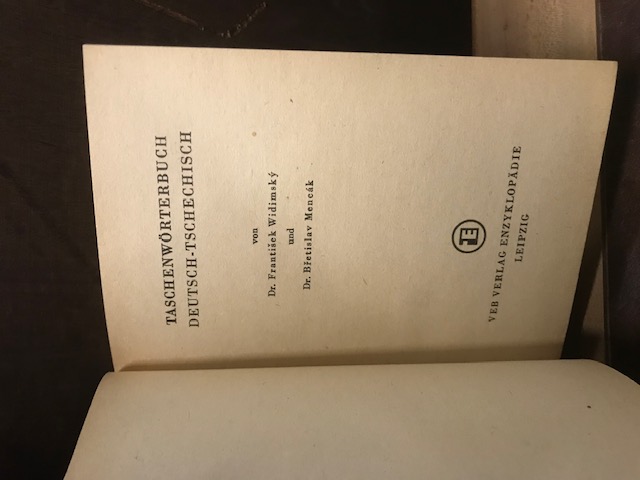 TASCHENWÖRTERBUCH
DEUTSCH-TSCHECHISCH
von
Dr. František Widimský
und
Dr. Břetislav Mencák
E
VEB VERLAG ENZYKLOPÄDIE
LEIPZIG